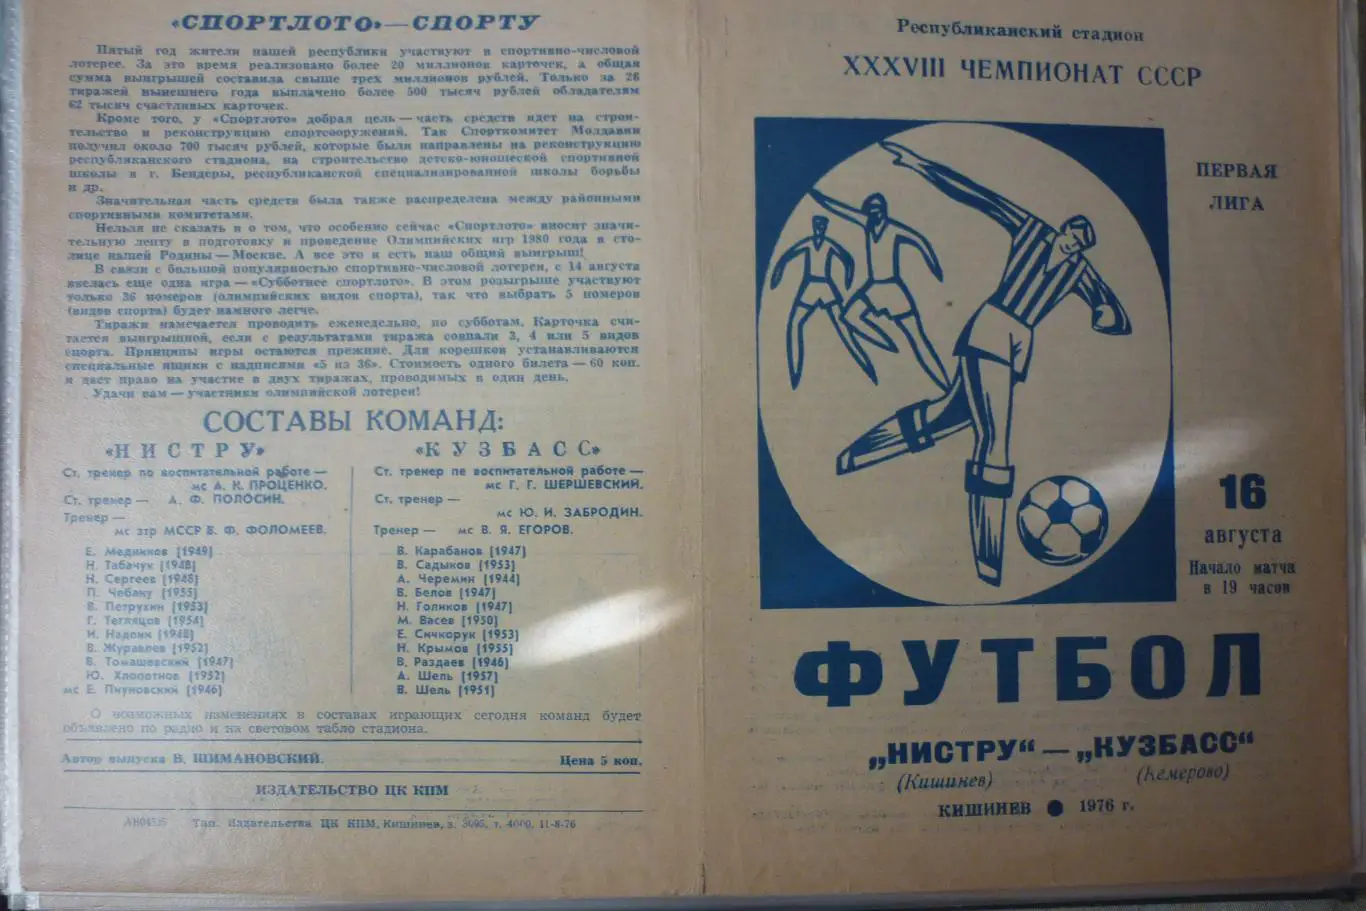 «СПОРТЛОТО» — СПОРТУ
Пятый год жители нашей республики участвуют в спортивно-числовой
лотерее. За это время реализовано более 20 миллионов карточек, а общая
сумма выигрышей составила свыше трех миллионов рублей. Только за 26
тиражей нынешнего года выплачено более 500 тысяч рублей обладателям
62 тысяч счастливых карточек.
Кроме того, у «Спортлото» добрая цель — часть средств идет на строи-
тельство и реконструкцию спортсооружений. Так Спорткомитет Молдавии
получил около 700 тысяч рублей, которые были направлены на реконструкцию
республиканского стадиона, на строительство детско-юношеской спортивной
школы в г. Бендеры, республиканской специализированной школы борьбы
и др.
Значительная часть средств была также распределена между районными
спортивными комитетами.
Нельзя не сказать и о том, что особенно сейчас «Спортлото» вносит значи-
тельную лепту в подготовку и проведение Олимпийских игр 1980 года в сто-
лице нашей Родины — Москве. А все это и есть наш общий выигрыш!
В связи с большой популярностью спортивно-числовой лотереи, с 14 августа
ввелась еще одна игра — «Субботнее спортлото». В этом розыгрыше участвуют
только 36 номеров (олимпийских видов спорта), так что выбрать 5 номеров
(видов спорта) будет намного легче.
Тиражи намечается проводить еженедельно, по субботам. Карточка счи-
тается выигрышной, если с результатами тиража совпали 3, 4 или 5 видов
спорта. Принципы игры остаются прежние. Для корешков устанавливаются
специальные ящики с надписями «5 из 36». Стоимость одного билета — 60 коп.
и дает право на участие в двух тиражах, проводимых в один день.
Удачи вам — участники олимпийской лотереи!
СОСТАВЫ КОМАНД:
«НИСТРУ»
Ст. тренер по воспитательной работе —
мс А. К. ПРОЦЕНКО.
Ст. тренер — А. Ф. ПОЛОСИН.
Тренер —
мс зтр МССР В. Ф. ФОЛОМЕЕВ.
Е. Медников [1949]
Н. Табачук [1948]
Н. Сергеев [1948]
П. Чебану [1955]
В. Петрухин [1953]
Г. Тегляцов [1954]
И. Надоин [1948]
В. Журавлев [1952]
В. Томашевский [1947]
Ю. Хлопотнов [1952]
мс Е. Пиуновский [1946]
«КУЗБАСС»
Ст. тренер пе воспитательной работе —
мс Г. Г. ШЕРШЕВСКИЙ.
Ст. тренер —
мс Ю. И. ЗАБРОДИН.
Тренер — мс В. Я. ЕГОРОВ.
В. Карабанов [1947]
В. Садыков [1953]
А. Черемин [1944]
В. Белов [1947]
Н. Голиков [1947]
М. Васев [1950]
Е. Сичкорук [1953]
Н. Крымов [1955]
В. Раздаев [1946]
А. Шель [1957]
В. Шель [1951]
О возможных изменениях в составах играющих сегодня команд будет
объявлено по радио и на световом табло стадиона.
Автор выпуска В. ШИМАНОВСКИЙ. Цена 5 коп.
ИЗДАТЕЛЬСТВО ЦК КПМ
Тип. Издательства ЦК КПМ, Кишинев, з. 3095, т. 4000, 11-8-76
Республиканский стадион
XXXVIII ЧЕМПИОНАТ СССР
ПЕРВАЯ
ЛИГА
16
августа
Начало матча
в 19 часов
ФУТБОЛ
„НИСТРУ“ — „КУЗБАСС“
(Кишинев) (Кемерово)
КИШИНЕВ ● 1976 г.